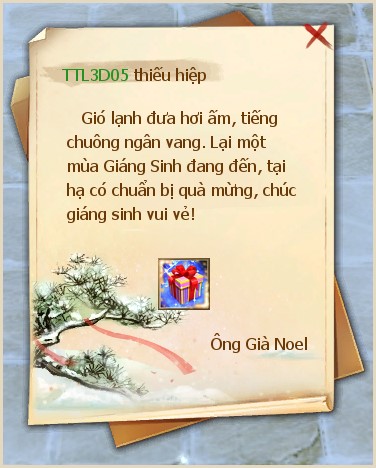 TTL3D05 thiếu hiệp
Gió lạnh đưa hơi ấm, tiếng
chuông ngân vang. Lại một
mùa Giáng Sinh đang đến, tại
hạ có chuẩn bị quà mừng, chúc
giáng sinh vui vẻ!
Ông Già Noel